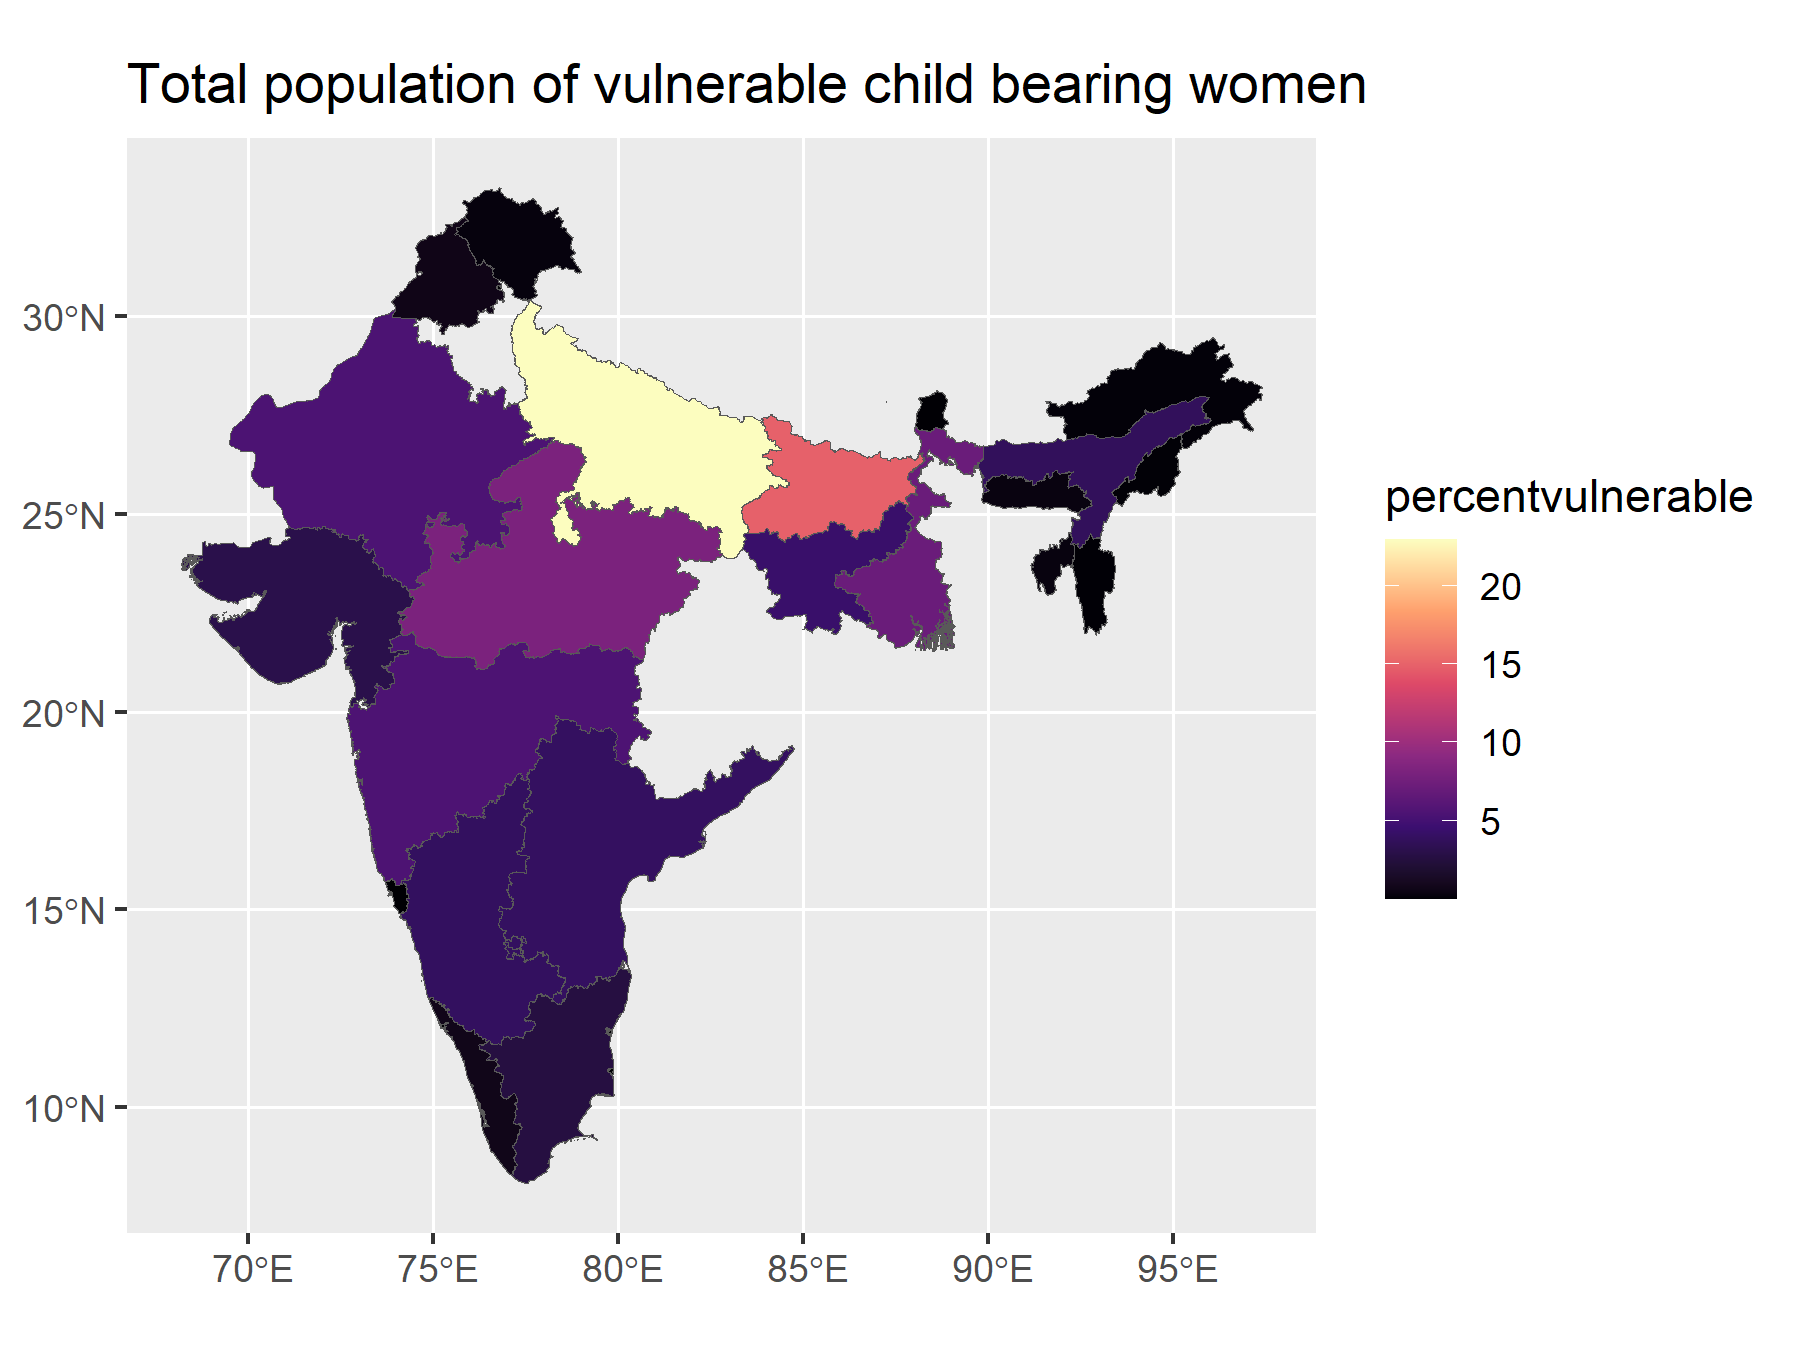 Total population of vulnerable child bearing women
30°N
25°N
20°N
15°N
10°N
70°E
75°E
80°E
85°E
90°E
95°E
percentvulnerable
20
15
10
5